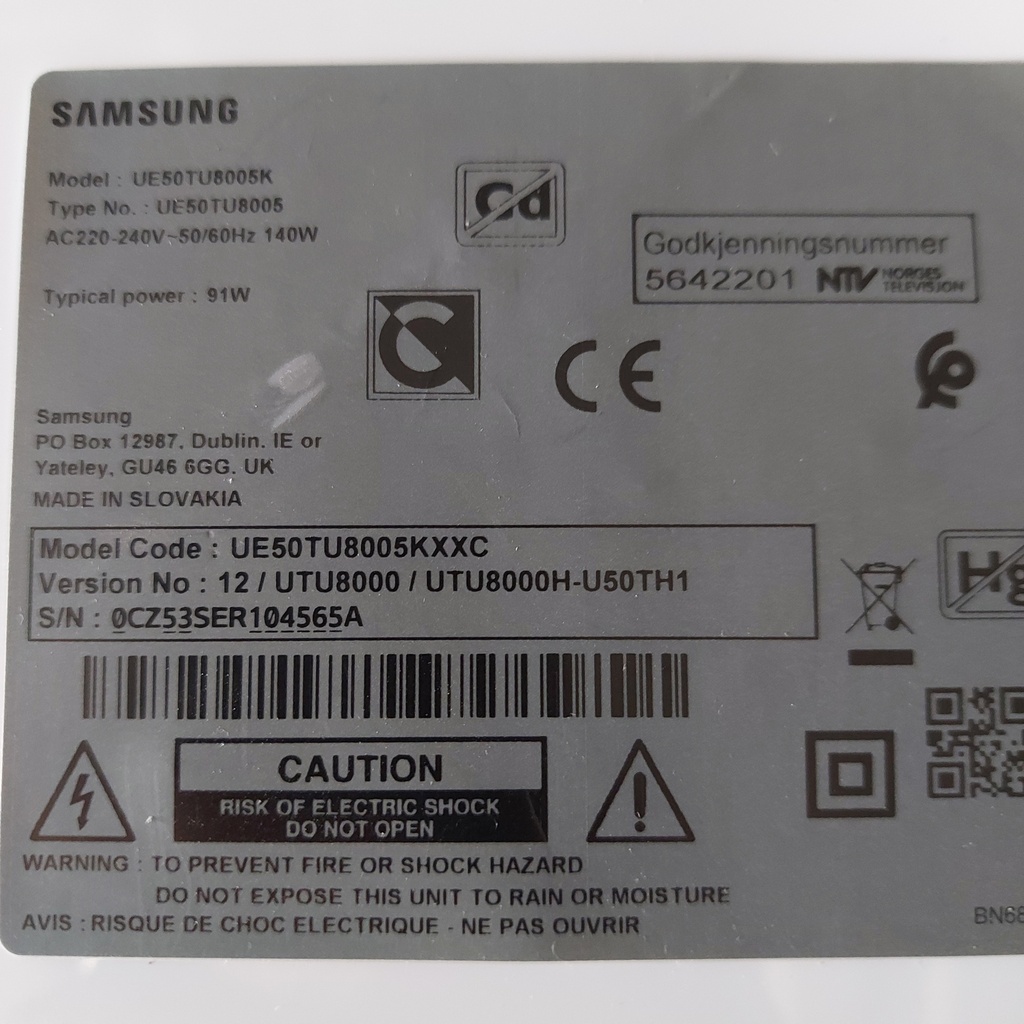 SAMSUNG
Model : UE50TU8005K
Type No. : UE50TU8005
AC220-240V~50/60Hz 140W
Typical power : 91W
Cd
Godkjenningsnummer
5642201 NTV NORGES TELEVISJON
CE
Samsung
PO Box 12987, Dublin. IE or
Yateley, GU46 6GG. UK
MADE IN SLOVAKIA
Model Code : UE50TU8005KXXC
Version No : 12 / UTU8000 / UTU8000H-U50TH1
S/N : 0CZ53SER104565A
Hg
CAUTION
RISK OF ELECTRIC SHOCK
DO NOT OPEN
WARNING : TO PREVENT FIRE OR SHOCK HAZARD
DO NOT EXPOSE THIS UNIT TO RAIN OR MOISTURE
AVIS : RISQUE DE CHOC ELECTRIQUE - NE PAS OUVRIR